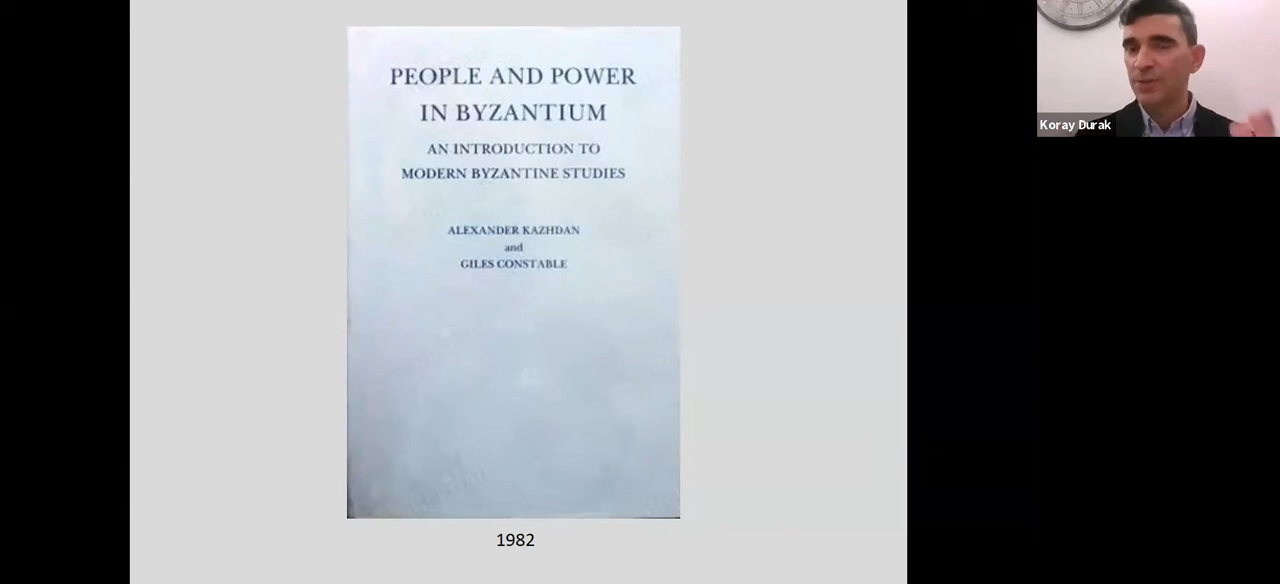 PEOPLE AND POWER
IN BYZANTIUM
AN INTRODUCTION TO
MODERN BYZANTINE STUDIES
ALEXANDER KAZHDAN
and
GILES CONSTABLE
1982
Koray Durak